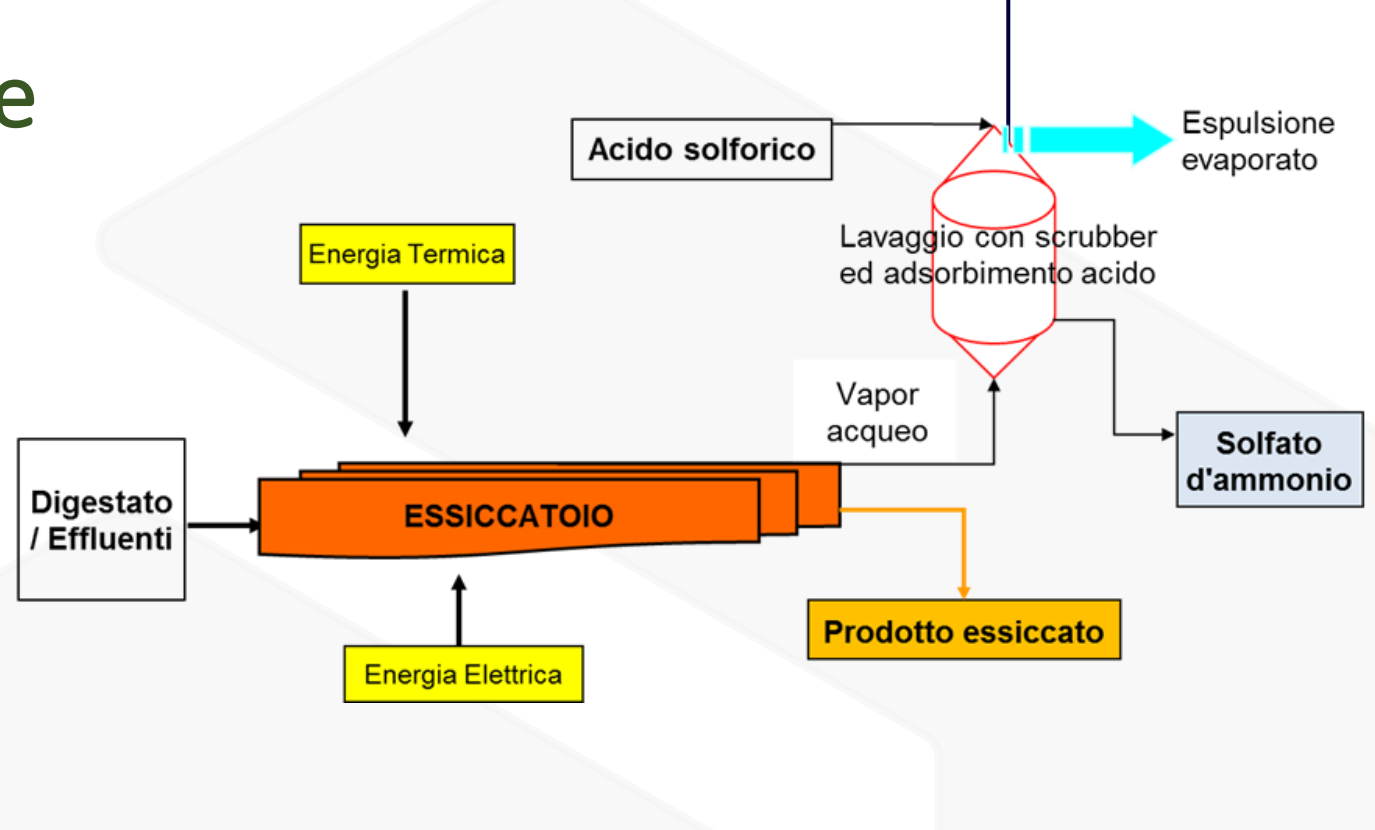 e
Acido solforico
Espulsione
evaporato
Energia Termica
Lavaggio con scrubber
ed adsorbimento acido
Vapor
acqueo
Solfato
d'ammonio
Digestato
/ Effluenti
ESSICCATOIO
Prodotto essiccato
Energia Elettrica